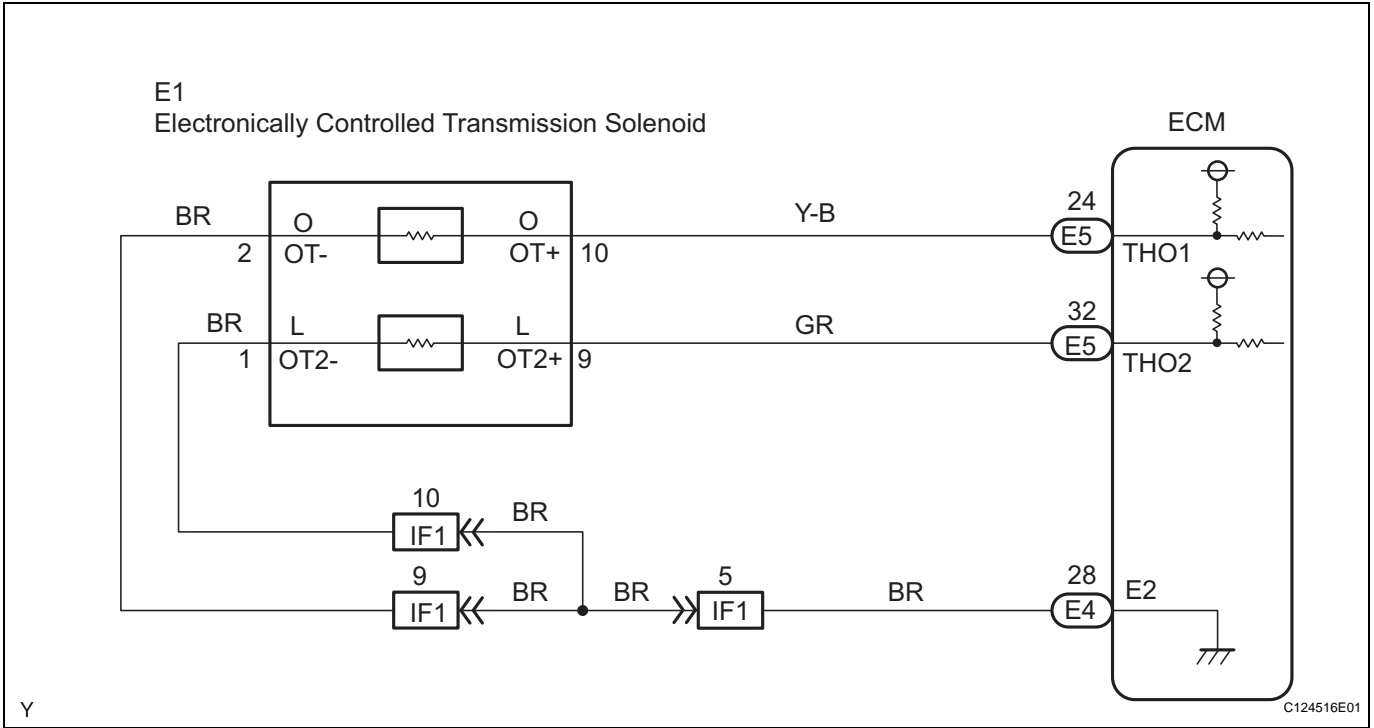 E1
Electronically Controlled Transmission Solenoid
ECM
BR
O
O
Y-B
24
E5
2
OT-
OT+
10
THO1
BR
L
L
GR
32
E5
1
OT2-
OT2+
9
THO2
10
IF1
BR
9
IF1
BR
BR
5
IF1
BR
28
E4
E2
Y
C124516E01